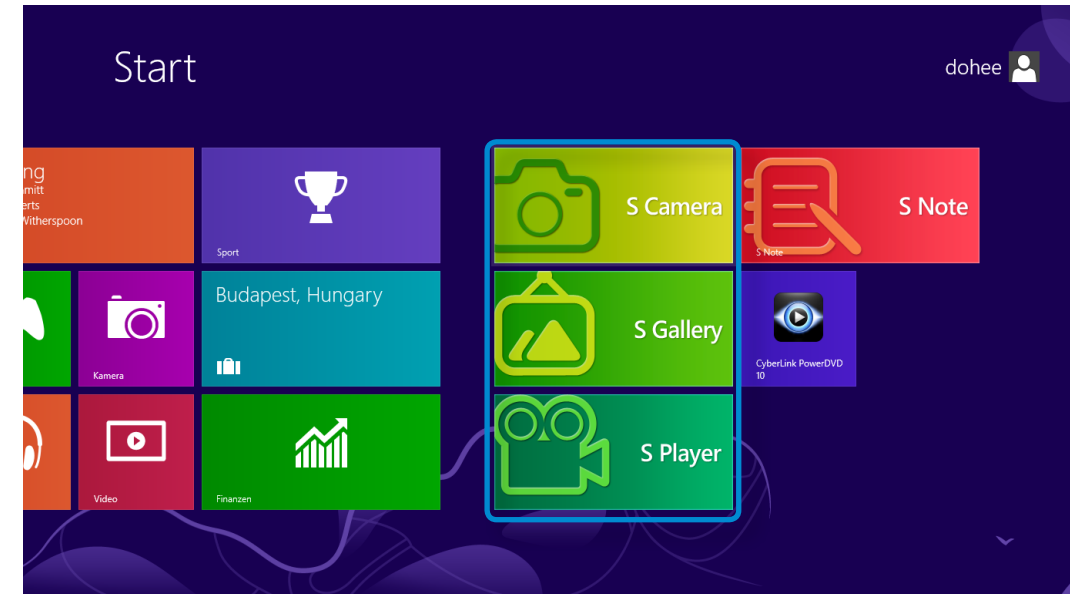 Start
dohee
ng
mitt
erts
Witherspoon
Sport
S Camera
S Note
S Note
Budapest, Hungary
S Gallery
Kamera
CyberLink PowerDVD
10
S Player
Video
Finanzen